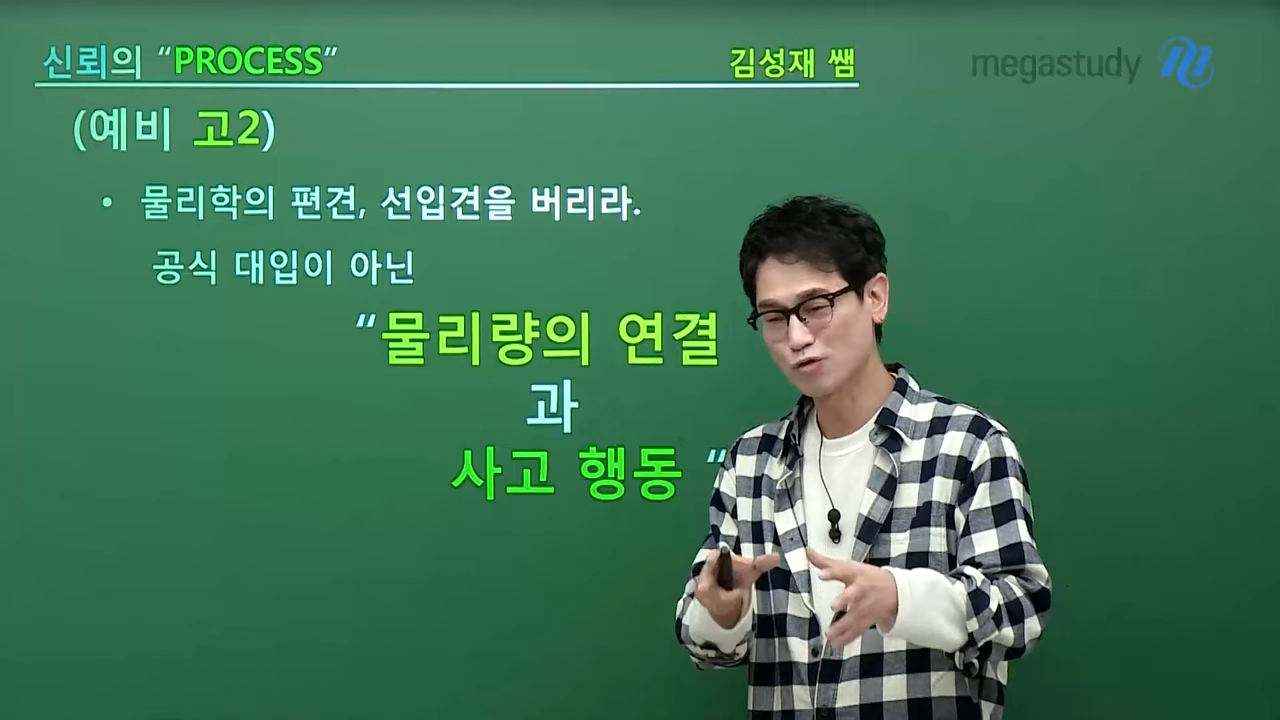 신뢰의 “PROCESS” 김성재 쌤 megastudy
(예비 고2)
• 물리학의 편견, 선입견을 버리라.
공식 대입이 아닌
“물리량의 연결
과
사고 행동 “